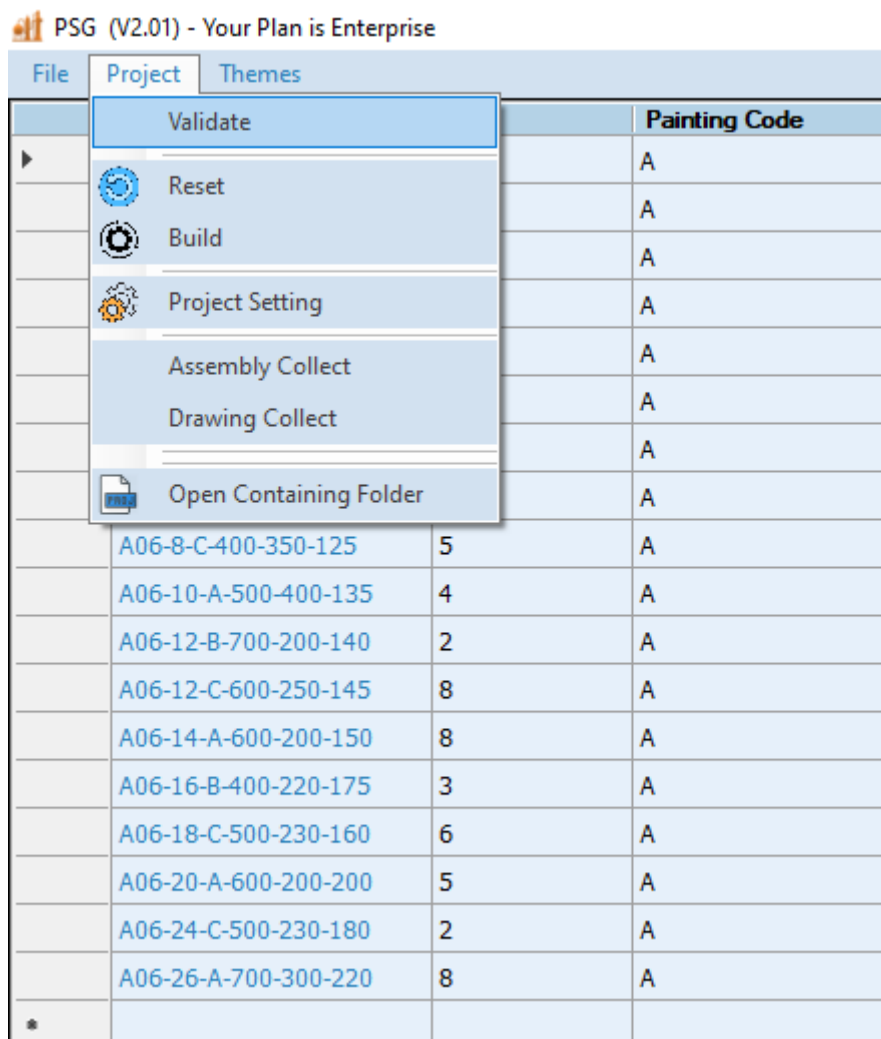 PSG (V2.01) - Your Plan is Enterprise
File Project Themes
Validate
Reset
Build
Project Setting
Assembly Collect
Drawing Collect
Open Containing Folder
Painting Code
A
A
A
A
A
A
A
A
A06-8-C-400-350-125 5 A
A06-10-A-500-400-135 4 A
A06-12-B-700-200-140 2 A
A06-12-C-600-250-145 8 A
A06-14-A-600-200-150 8 A
A06-16-B-400-220-175 3 A
A06-18-C-500-230-160 6 A
A06-20-A-600-200-200 5 A
A06-24-C-500-230-180 2 A
A06-26-A-700-300-220 8 A